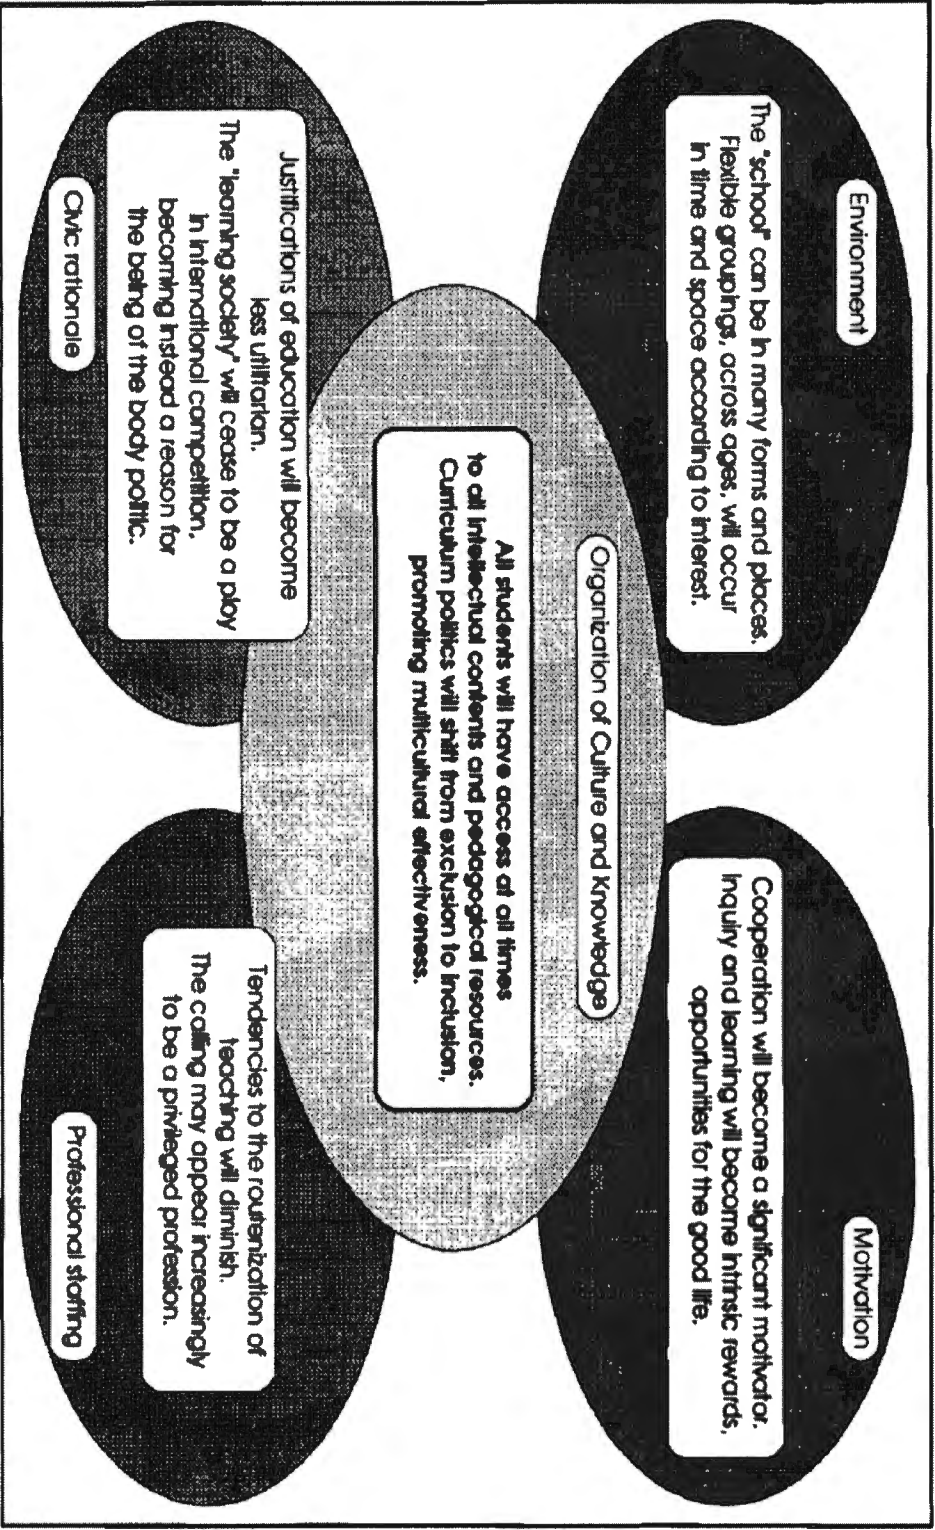 Environment
The "school" can be in many forms and places.
Flexible groupings, across ages, will occur
in time and space according to interest.
Motivation
Cooperation will become a significant motivator.
Inquiry and learning will become intrinsic rewards,
opportunities for the good life.
Organization of Culture and Knowledge
All students will have access at all times
to all intellectual contents and pedagogical resources.
Curriculum politics will shift from exclusion to inclusion,
promoting multicultural effectiveness.
Justifications of education will become
less utilitarian.
The "learning society" will cease to be a ploy
in international competition,
becoming instead a reason for
the being of the body politic.
Civic rationale
Tendencies to the routenization of
teaching will diminish.
The calling may appear increasingly
to be a privileged profession.
Professional staffing